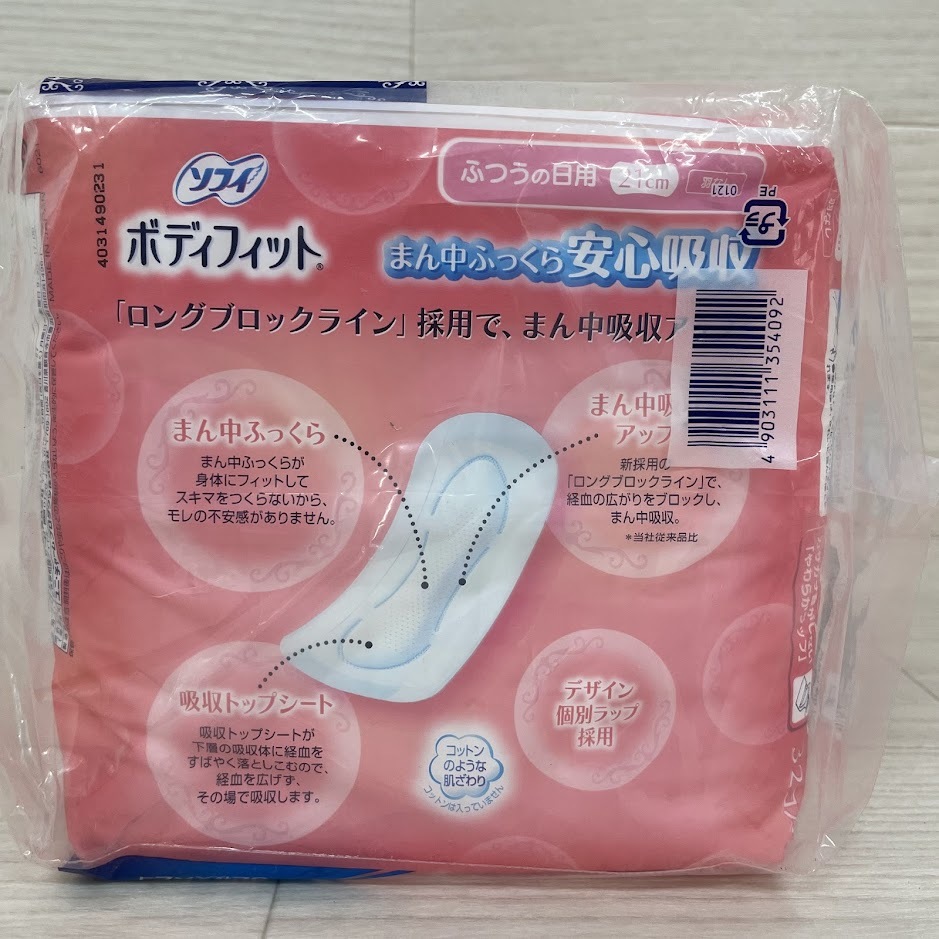 ふつうの日用 21cm
0121
PE
プラ
ソフィ
ボディフィット®
40314901231
まん中ふっくら安心吸収
「ロングブロックライン」採用で、まん中吸収ア
4 903111 354092
まん中ふっくら
まん中ふっくらが
身体にフィットして
スキマをつくらないから、
モレの不安感がありません。
まん中吸
アップ
新採用の
「ロングブロックライン」で、
経血の広がりをブロックし、
まん中吸収。
*当社従来品比
吸収トップシート
吸収トップシートが
下層の吸収体に経血を
すばやく落としこむので、
経血を広げず、
その場で吸収します。
デザイン
個別ラップ
採用
コットン
のような
肌ざわり
コットンは入っていません
「やわらかラップ」